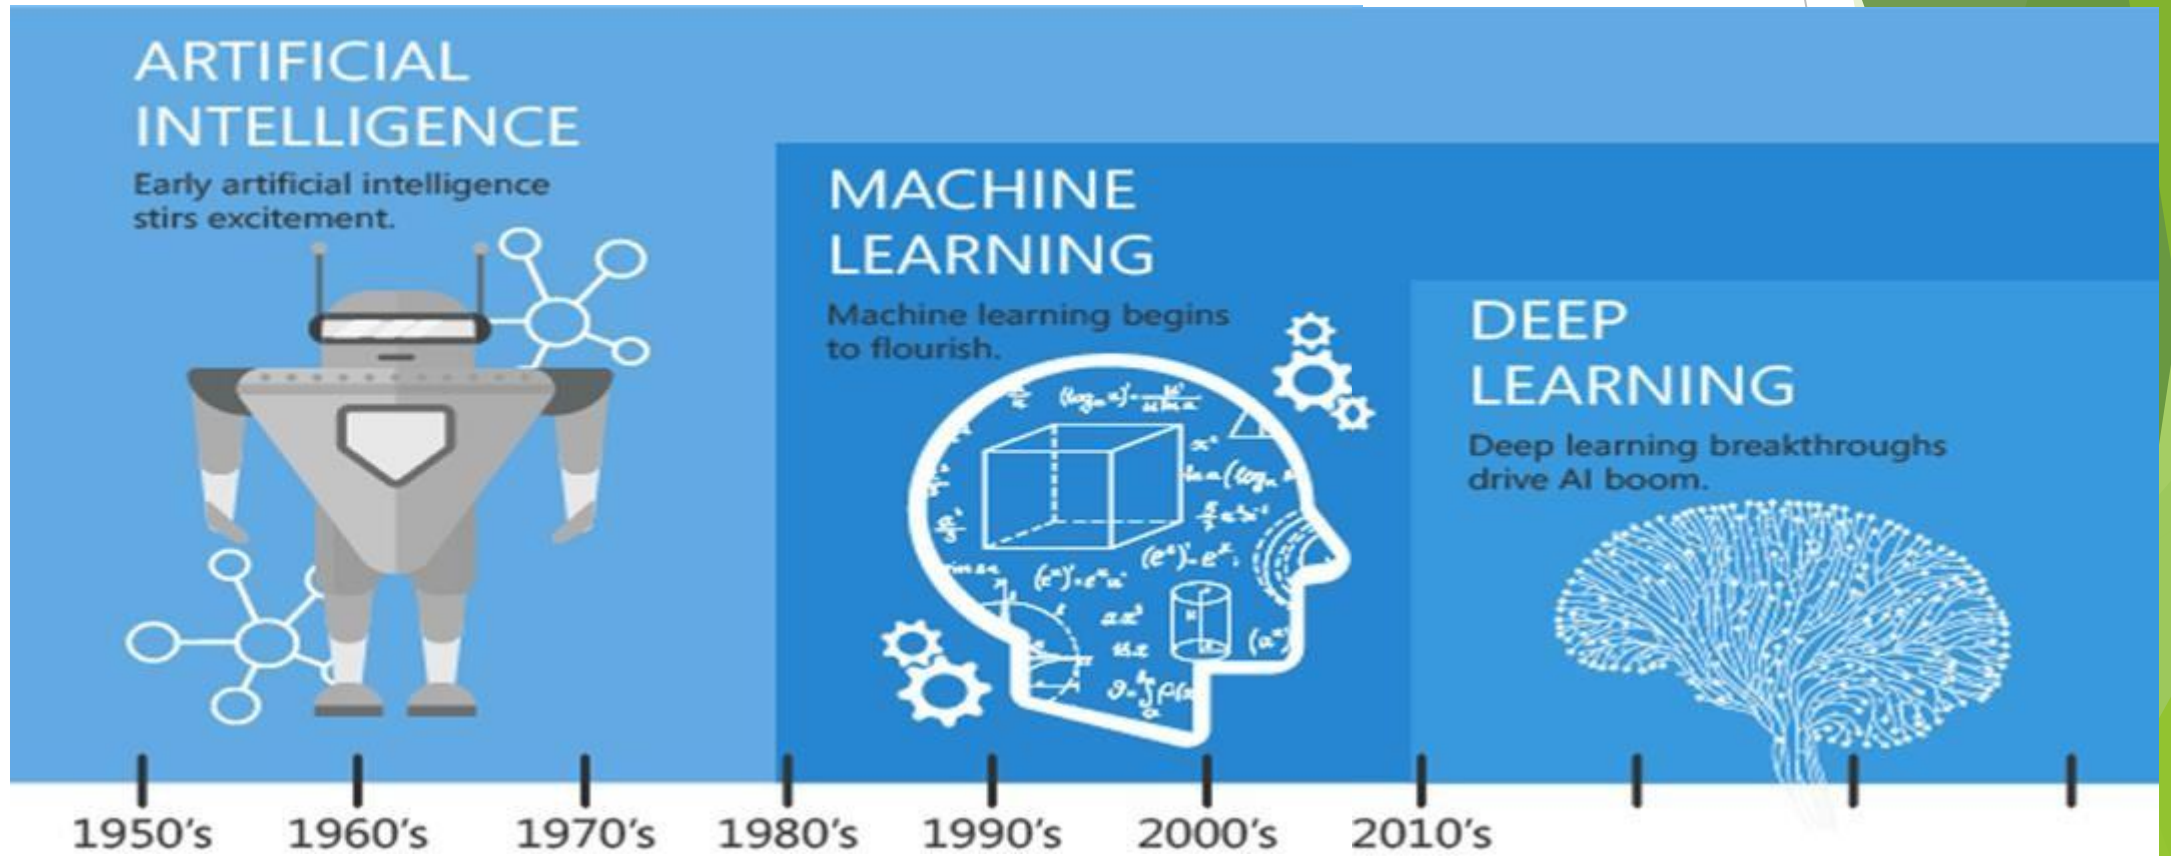 ARTIFICIAL
INTELLIGENCE
Early artificial intelligence
stirs excitement.
MACHINE
LEARNING
Machine learning begins
to flourish.
DEEP
LEARNING
Deep learning breakthroughs
drive AI boom.
1950's 1960's 1970's 1980's 1990's 2000's 2010's